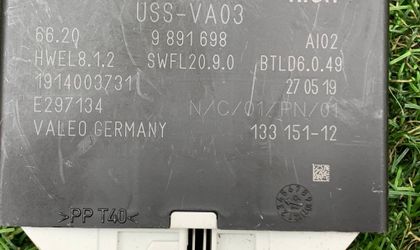 USS-VA03
66.20 9 891 698 AI02
HWEL8.1.2 SWFL20.9.0 BTLD6.0.49
1914003731 27 05 19
E297134 N/C/01/PN/01
VALEO GERMANY 133 151-12
>PP T40<